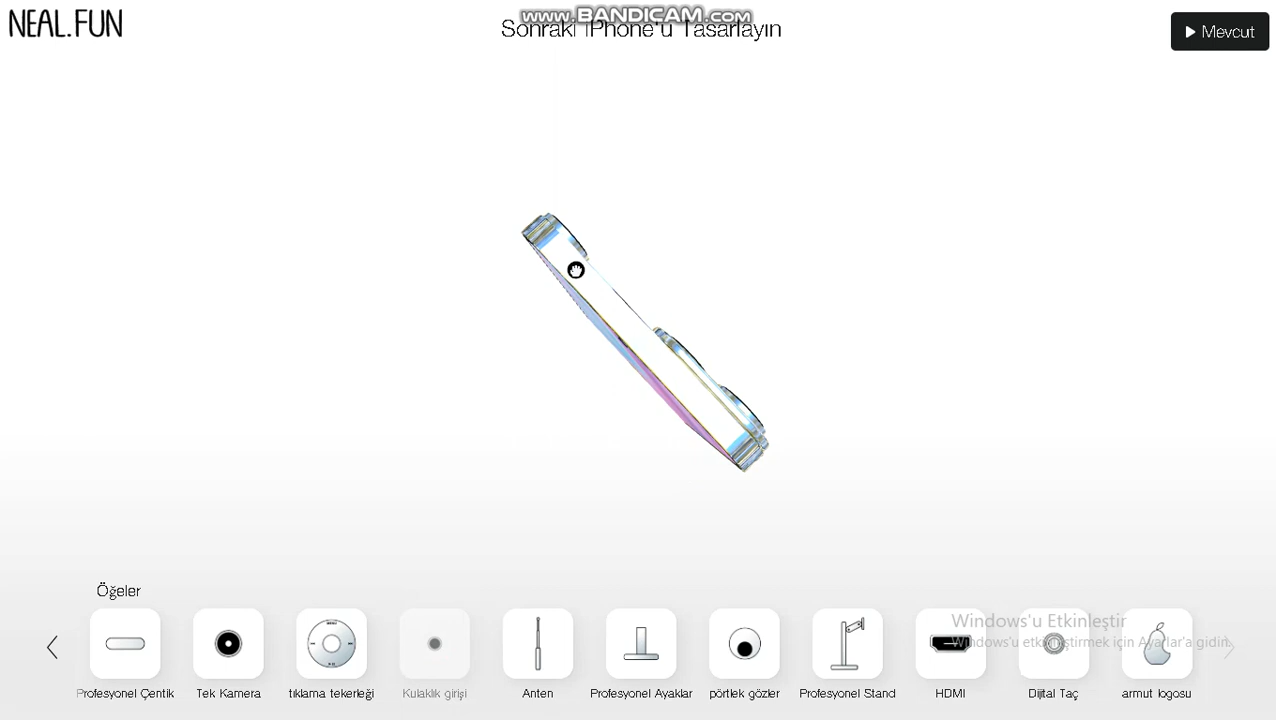 www.BANDICAM.com
NEAL.FUN
Sonraki iPhone'u Tasarlayın
Mevcut
Öğeler
Profesyonel Çentik
Tek Kamera
tıklama tekerleği
Kulaklık girişi
Anten
Profesyonel Ayaklar
pörtlek gözler
Profesyonel Stand
HDMI
Dijital Taç
armut logosu
Windows'u Etkinleştir
Windows'u etkinleştirmek için Ayarlar'a gidin.